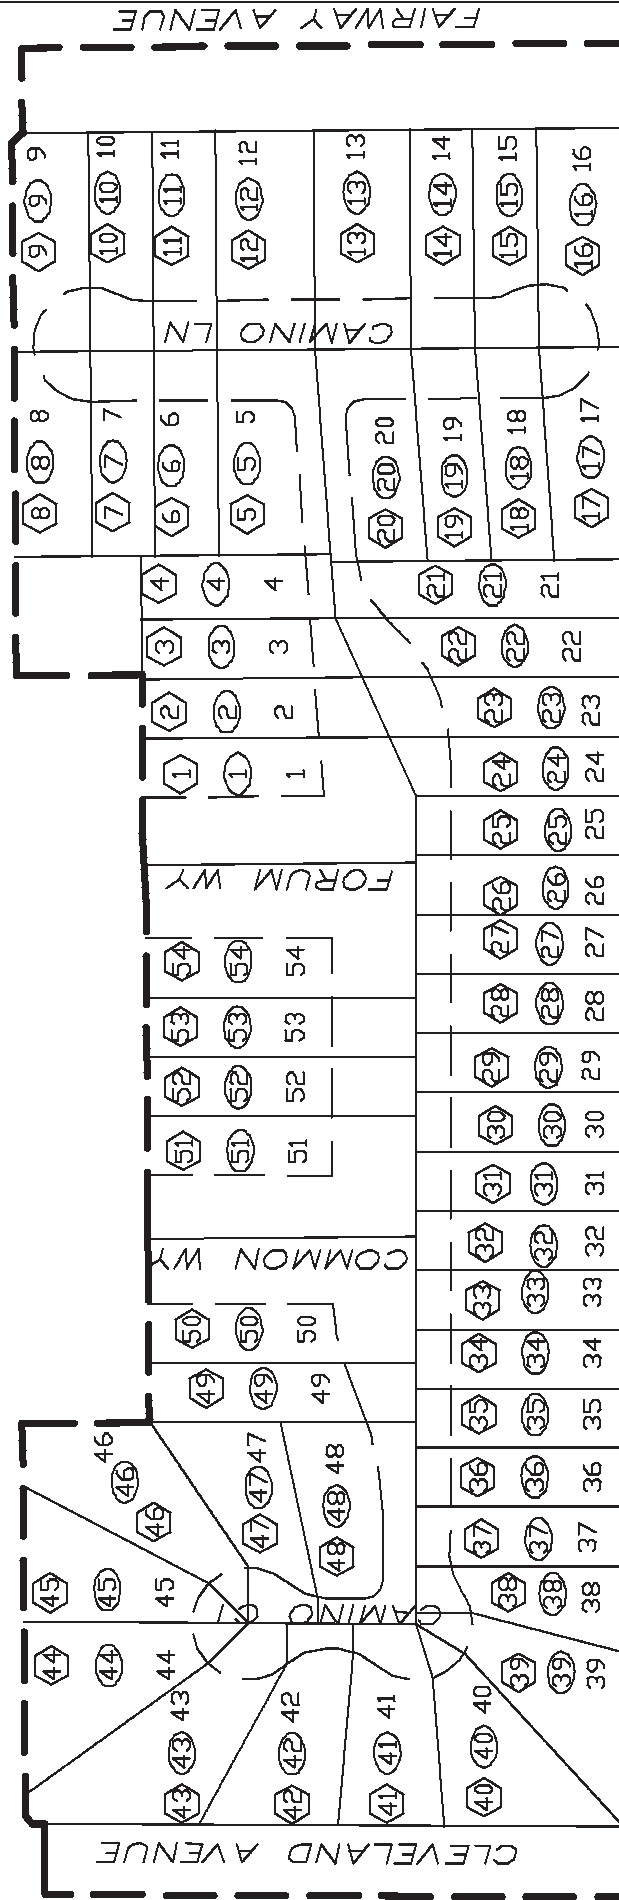 FAIRWAY AVENUE
9 9 9
10 10 10
11 11 11
12 12 12
13 13 13
14 14 14
15 15 15
16 16 16
CAMINO LN
8 8 8
7 7 7
6 6 6
5 5 5
20 20 20
19 19 19
18 18 18
17 17 17
4 4 4
21 21 21
3 3 3
22 22 22
2 2 2
23 23 23
1 1 1
24 24 24
25 25 25
FORUM WY
26 26 26
54 54 54
27 27 27
53 53 53
28 28 28
52 52 52
29 29 29
51 51 51
30 30 30
31 31 31
COMMON WY
32 32 32
50 50 50
33 33 33
49 49 49
34 34 34
35 35 35
46 46 46
47 47 47
48 48 48
36 36 36
37 37 37
45 45 45
38 38 38
CAMINO CI
44 44 44
39 39 39
43 43 43
42 42 42
41 41 41
40 40 40
CLEVELAND AVENUE